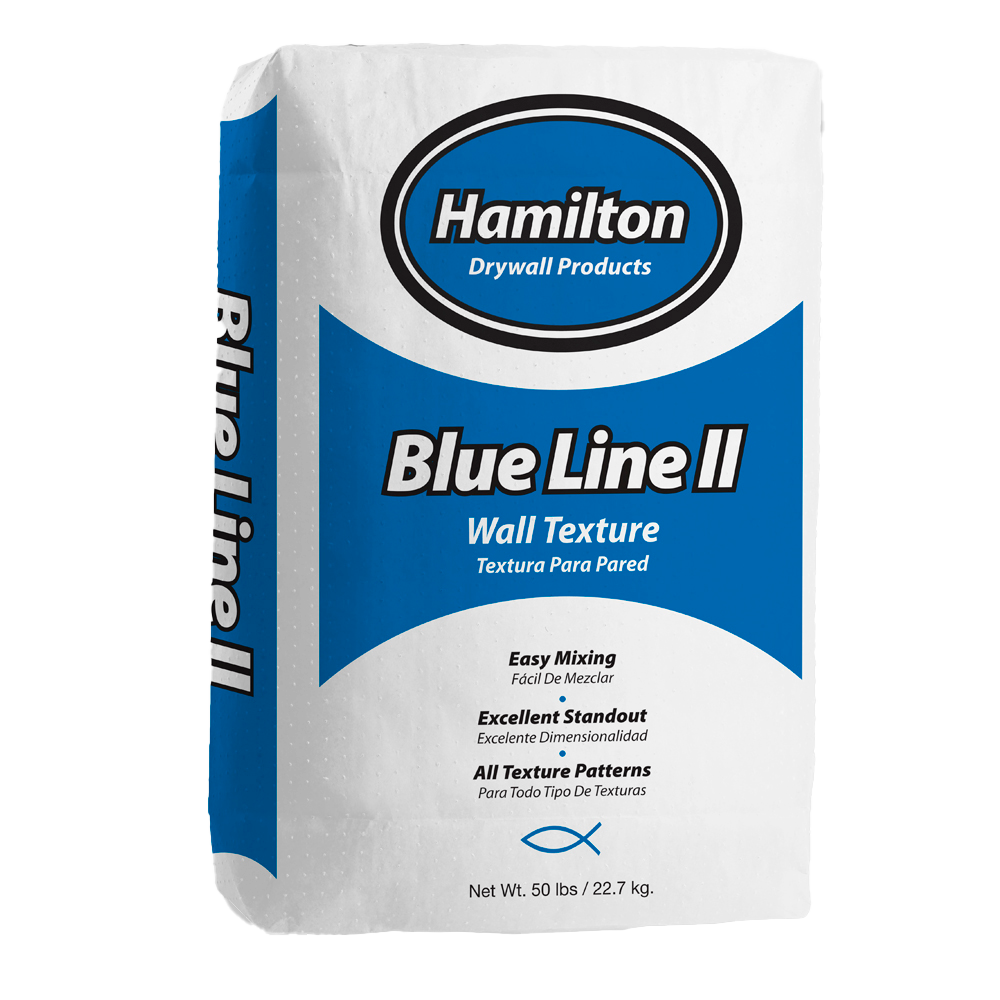 Hamilton
Drywall Products
Blue Line II
Wall Texture
Textura Para Pared
Easy Mixing
Fácil De Mezclar
Excellent Standout
Excelente Dimensionalidad
All Texture Patterns
Para Todo Tipo De Texturas
Net Wt. 50 lbs / 22.7 kg.
Blue Line II